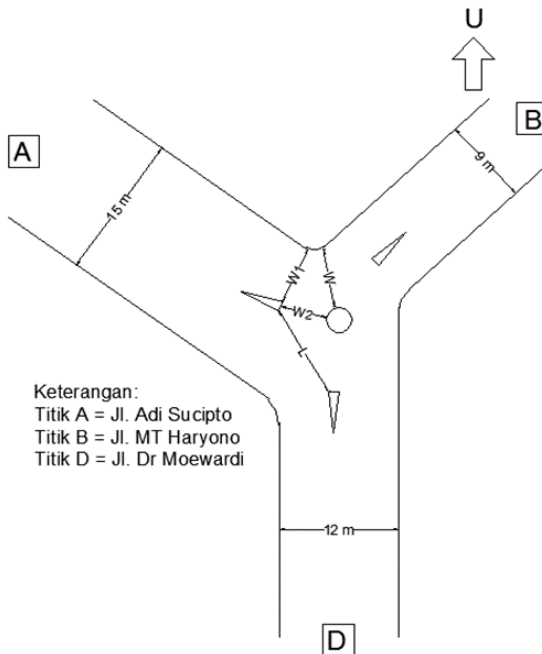 U
A
B
15 m
9 m
W1
W
W2
L
Keterangan:
Titik A = Jl. Adi Sucipto
Titik B = Jl. MT Haryono
Titik D = Jl. Dr Moewardi
12 m
D